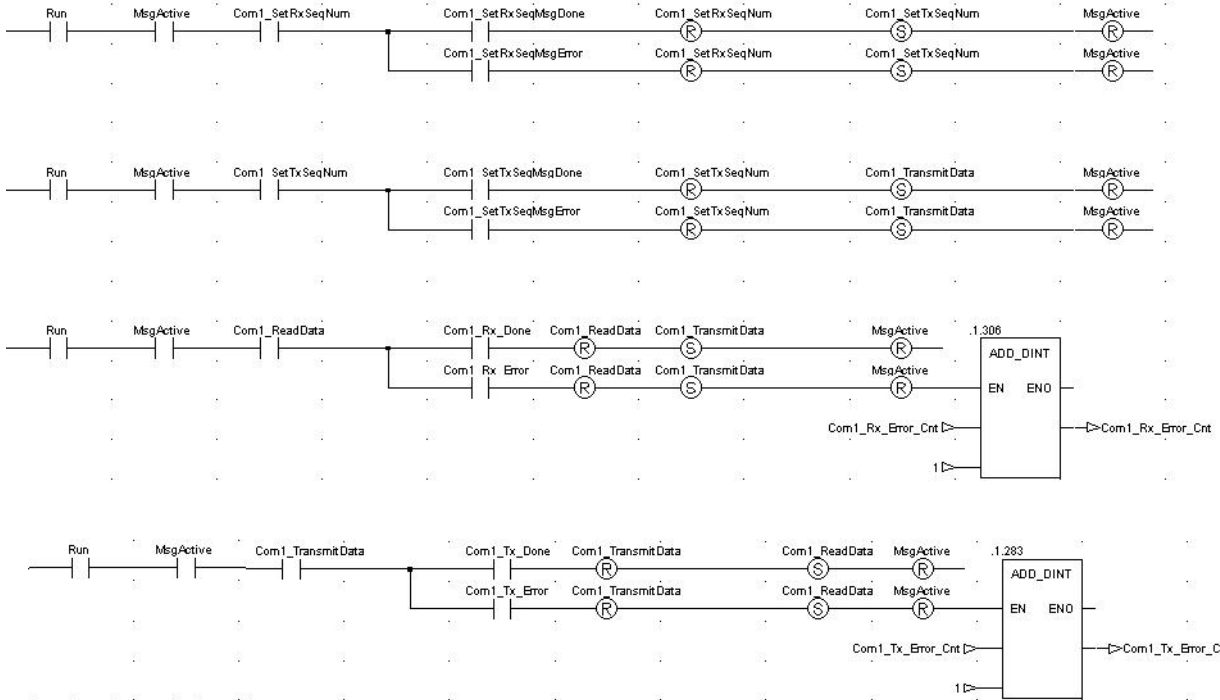 Run MsgActive Com1_SetRxSeqNum Com1_SetRxSeqMsgDone Com1_SetRxSeqNum Com1_SetTxSeqNum MsgActive
R S R
Com1_SetRxSeqMsgError Com1_SetRxSeqNum Com1_SetTxSeqNum MsgActive
R S R
Run MsgActive Com1_SetTxSeqNum Com1_SetTxSeqMsgDone Com1_SetTxSeqNum Com1_TransmitData MsgActive
R S R
Com1_SetTxSeqMsgError Com1_SetTxSeqNum Com1_TransmitData MsgActive
R S R
Run MsgActive Com1_ReadData Com1_Rx_Done Com1_ReadData Com1_TransmitData MsgActive .1.306
R S R ADD_DINT
Com1_Rx_Error Com1_ReadData Com1_TransmitData MsgActive
R S R EN ENO
Com1_Rx_Error_Cnt Com1_Rx_Error_Cnt
1
Run MsgActive Com1_TransmitData Com1_Tx_Done Com1_TransmitData Com1_ReadData MsgActive .1.283
R S R ADD_DINT
Com1_Tx_Error Com1_TransmitData Com1_ReadData MsgActive
R S R EN ENO
Com1_Tx_Error_Cnt Com1_Tx_Error_C
1